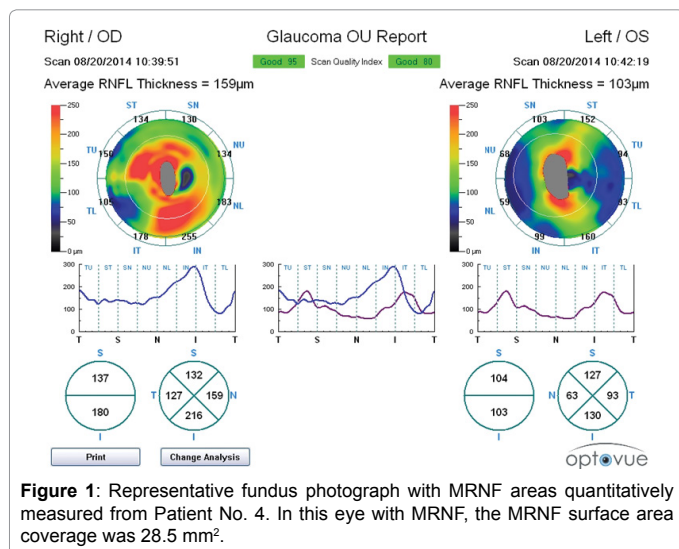 Right / OD Glaucoma OU Report Left / OS
Scan 08/20/2014 10:39:51 Good 95 Scan Quality Index Good 80 Scan 08/20/2014 10:42:19
Average RNFL Thickness = 159µm Average RNFL Thickness = 103µm
ST SN SN ST
250 134 130 250 103 152
TU NU NU TU
200 150 134 200 68 94
150 150
100 100
TL 105 183 NL NL 59 93 TL
50 50
178 255 99 160
0 µm IT IN 0 µm IN IT
300 TU ST SN NU NL IN IT TL 300 TU ST SN NU NL IN IT TL 300 TU ST SN NU NL IN IT TL
200 200 200
100 100 100
0 0 0
T S N I T T S N I T T S N I T
S S S S
137 132 104 127
T 127 159 N N 63 93 T
180 216 103 130
I I I I
Print Change Analysis optovue
Figure 1: Representative fundus photograph with MRNF areas quantitatively
measured from Patient No. 4. In this eye with MRNF, the MRNF surface area
coverage was 28.5 mm².